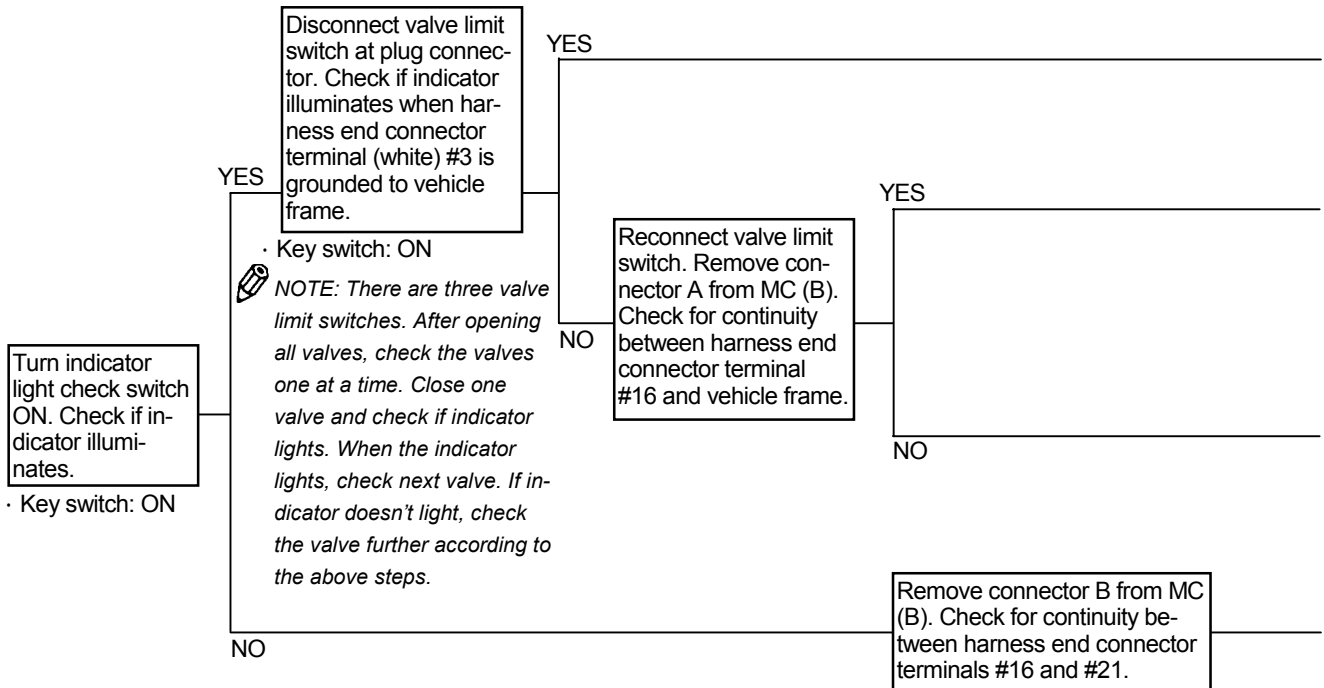 Disconnect valve limit
switch at plug connec-
tor. Check if indicator
illuminates when har-
ness end connector
terminal (white) #3 is
grounded to vehicle
frame.
YES
YES
YES
· Key switch: ON
NOTE: There are three valve
limit switches. After opening
all valves, check the valves
one at a time. Close one
valve and check if indicator
lights. When the indicator
lights, check next valve. If in-
dicator doesn't light, check
the valve further according to
the above steps.
Reconnect valve limit
switch. Remove con-
nector A from MC (B).
Check for continuity
between harness end
connector terminal
#16 and vehicle frame.
NO
Turn indicator
light check switch
ON. Check if in-
dicator illumi-
nates.
· Key switch: ON
NO
Remove connector B from MC
(B). Check for continuity be-
tween harness end connector
terminals #16 and #21.
NO